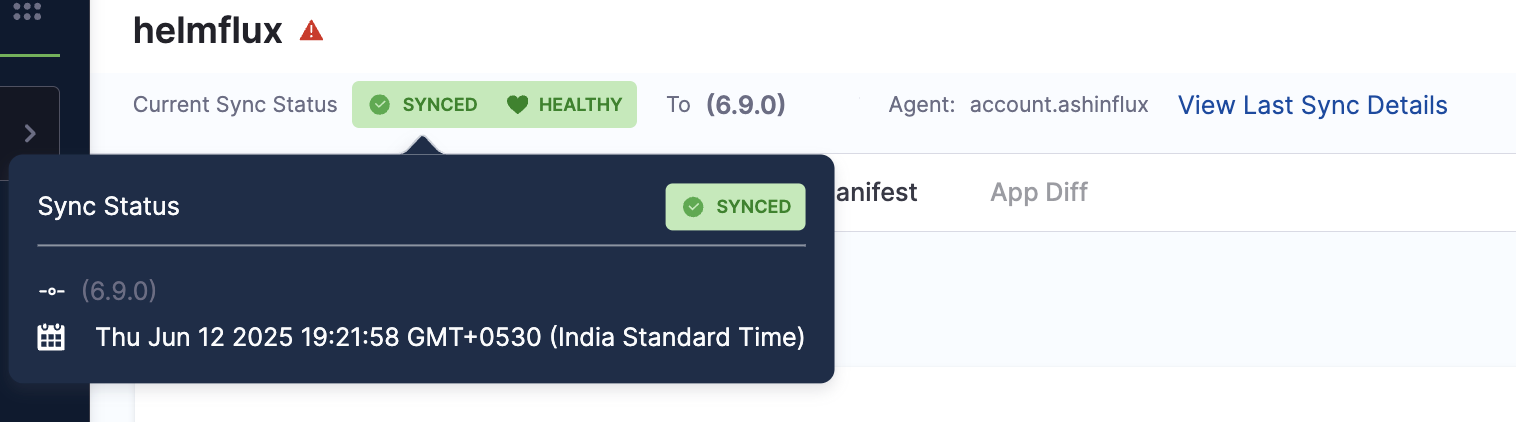 helmflux
Current Sync Status SYNCED HEALTHY To (6.9.0) Agent: account.ashinflux View Last Sync Details
anifest App Diff
Sync Status SYNCED
(6.9.0)
Thu Jun 12 2025 19:21:58 GMT+0530 (India Standard Time)